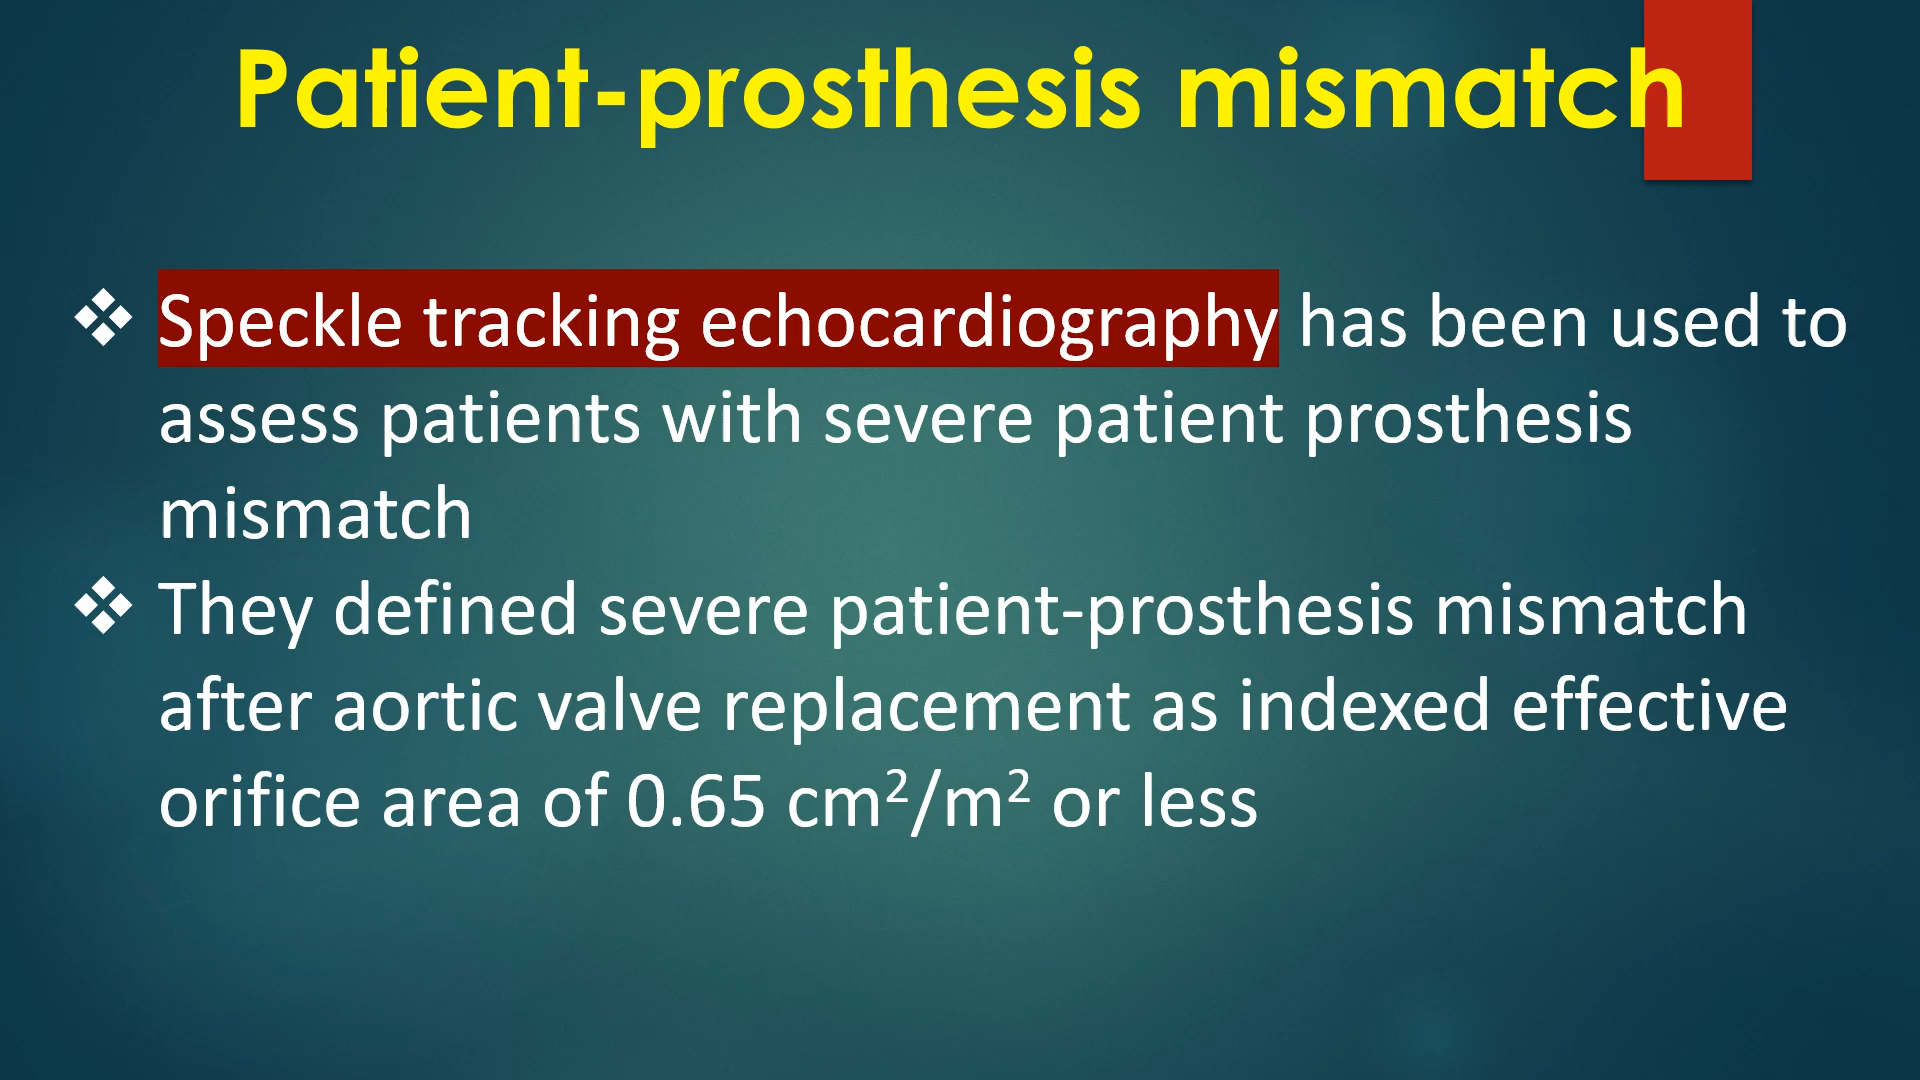 Patient-prosthesis mismatch
❖ Speckle tracking echocardiography has been used to
assess patients with severe patient prosthesis
mismatch
❖ They defined severe patient-prosthesis mismatch
after aortic valve replacement as indexed effective
orifice area of 0.65 cm²/m² or less